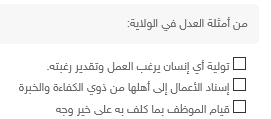 من أمثلة العدل في الولاية:
تولية أي إنسان يرغب العمل وتقدير رغبته.
إسناد الأعمال إلى أهلها من ذوي الكفاءة والخبرة
قيام الموظف بما كلف به على خير وجه